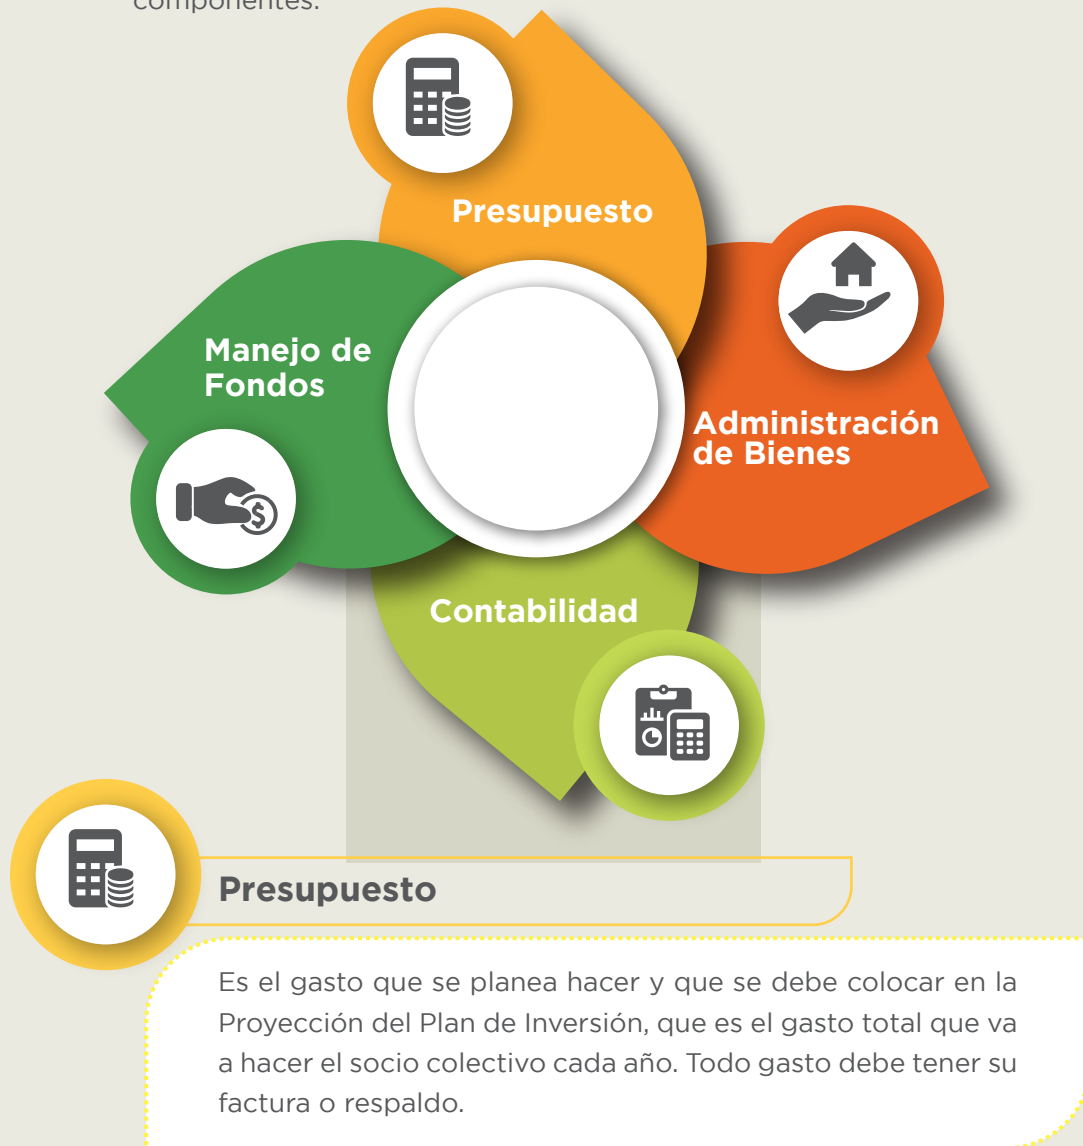 componentes:
Presupuesto
Manejo de
Fondos
Administración
de Bienes
Contabilidad
Presupuesto
Es el gasto que se planea hacer y que se debe colocar en la
Proyección del Plan de Inversión, que es el gasto total que va
a hacer el socio colectivo cada año. Todo gasto debe tener su
factura o respaldo.